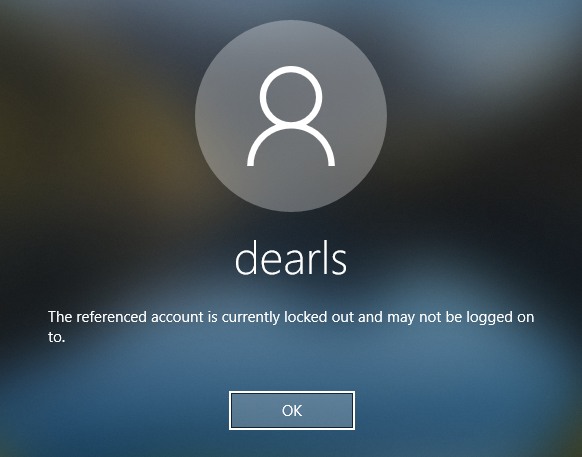 dearls
The referenced account is currently locked out and may not be logged on
to.
OK